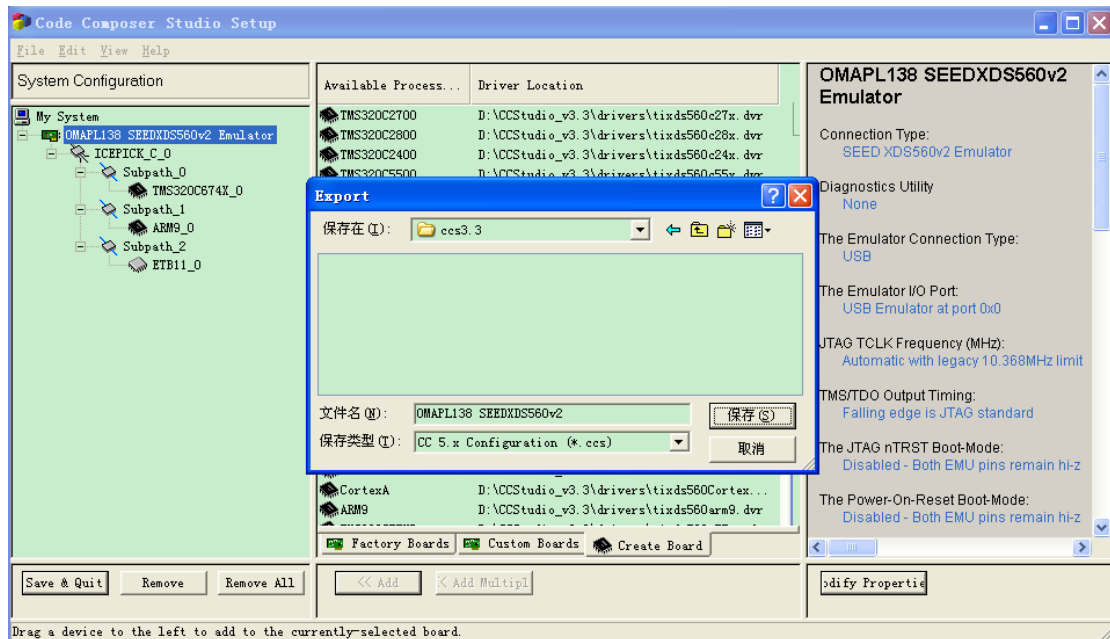 Code Composer Studio Setup
File Edit View Help
System Configuration
My System
OMAPL138 SEEDXDS560v2 Emulator
ICEPICK_C_0
Subpath_0
TMS320C674X_0
Subpath_1
ARM9_0
Subpath_2
ETB11_0
Available Process... Driver Location
TMS320C2700 D:\CCStudio_v3.3\drivers\tixds560c27x.dvr
TMS320C2800 D:\CCStudio_v3.3\drivers\tixds560c28x.dvr
TMS320C2400 D:\CCStudio_v3.3\drivers\tixds560c24x.dvr
TMS320C5500 D:\CCStudio_v3.3\drivers\tixds560c55x.dvr
Export
保存在(I): ccs3.3
文件名(N): OMAPL138 SEEDXDS560v2 保存(S)
保存类型(T): CC 5.x Configuration (*.ccs) 取消
CortexA D:\CCStudio_v3.3\drivers\tixds560Cortex...
ARM9 D:\CCStudio_v3.3\drivers\tixds560arm9.dvr
Factory Boards Custom Boards Create Board
OMAPL138 SEEDXDS560v2
Emulator
Connection Type:
SEED XDS560v2 Emulator
Diagnostics Utility
None
The Emulator Connection Type:
USB
The Emulator I/O Port:
USB Emulator at port 0x0
JTAG TCLK Frequency (MHz):
Automatic with legacy 10.368MHz limit
TMS/TDO Output Timing:
Falling edge is JTAG standard
The JTAG nTRST Boot-Mode:
Disabled - Both EMU pins remain hi-z
The Power-On-Reset Boot-Mode:
Disabled - Both EMU pins remain hi-z
Save & Quit Remove Remove All << Add < Add Multipl odify Propertie
Drag a device to the left to add to the currently-selected board.